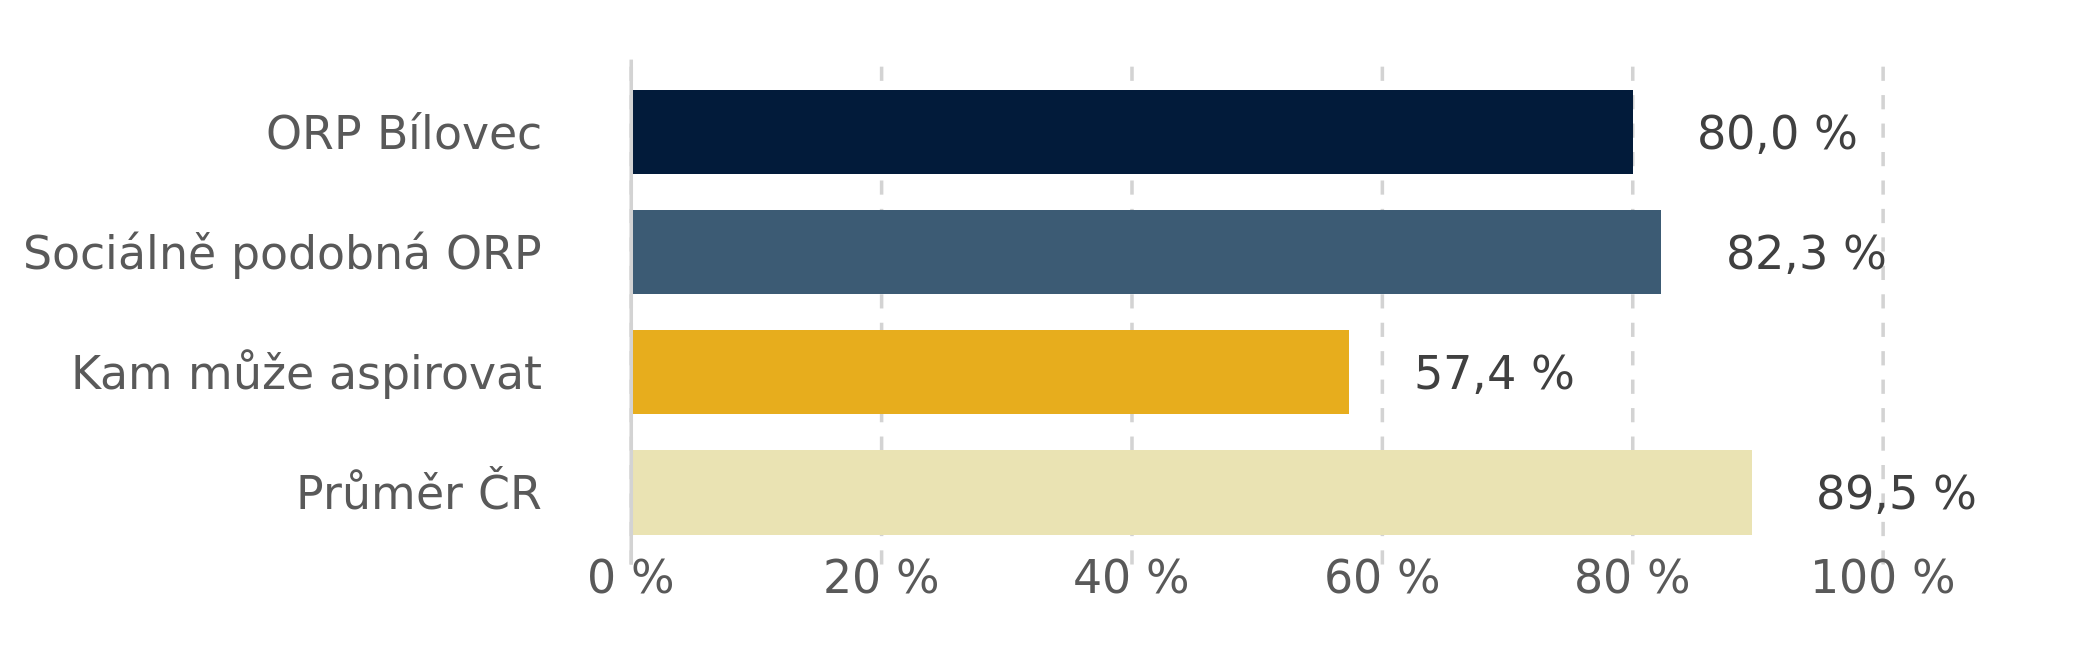 ORP Bílovec 80,0 %
Sociálně podobná ORP 82,3 %
Kam může aspirovat 57,4 %
Průměr ČR 89,5 %
0 % 20 % 40 % 60 % 80 % 100 %